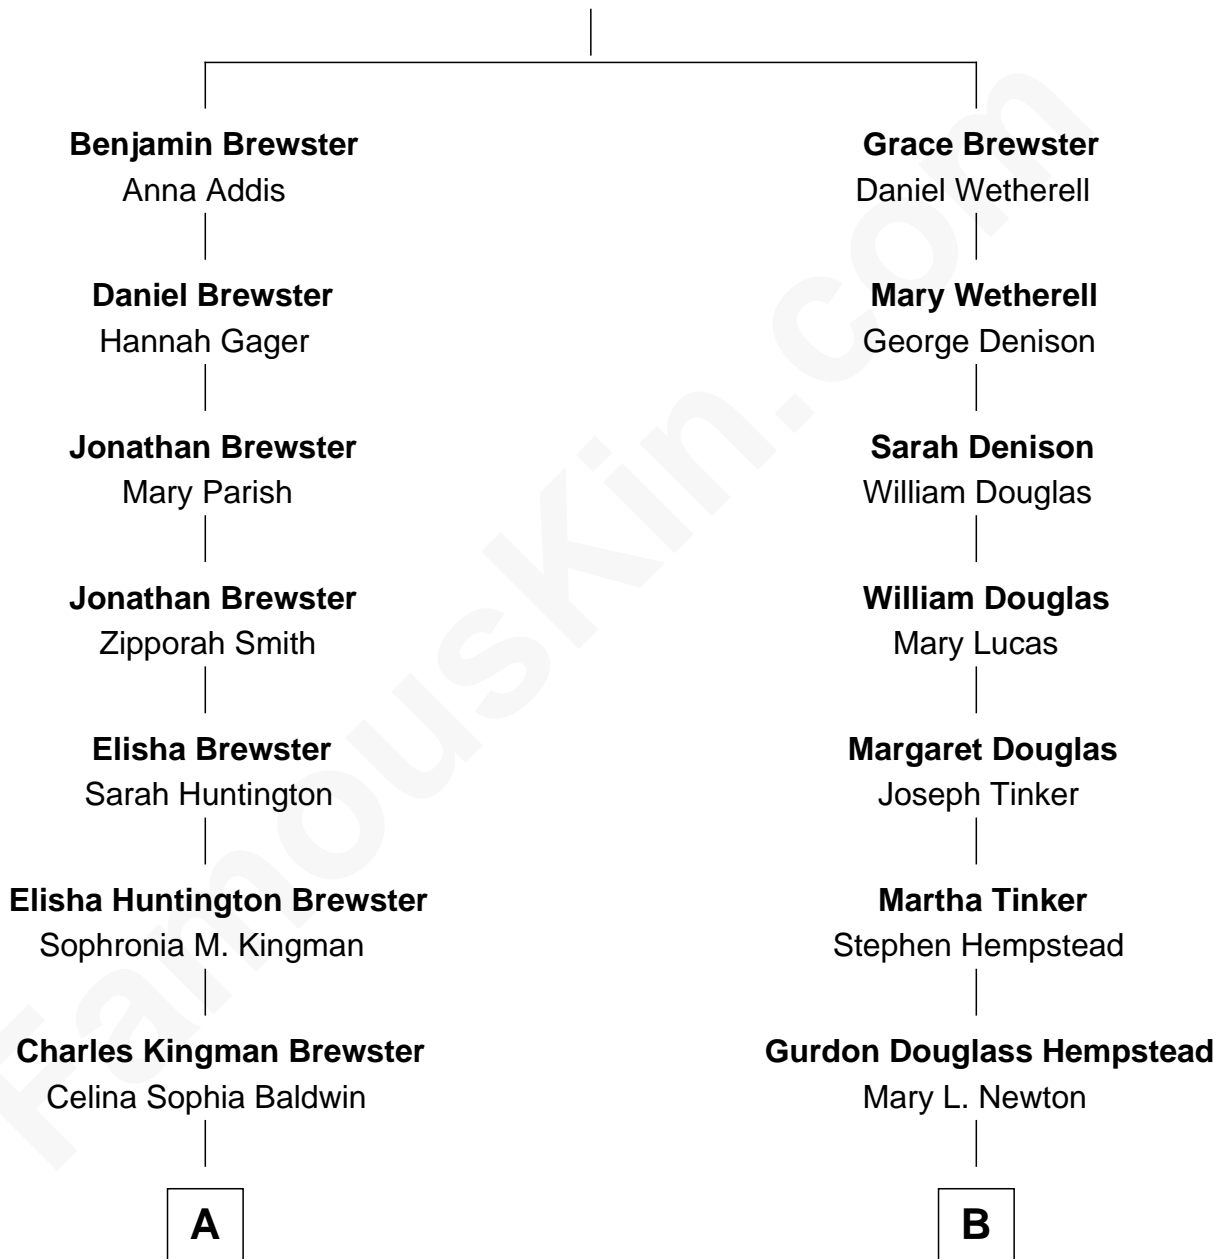 Benjamin Brewster
Anna Addis
Daniel Brewster
Hannah Gager
Jonathan Brewster
Mary Parish
Jonathan Brewster
Zipporah Smith
Elisha Brewster
Sarah Huntington
Elisha Huntington Brewster
Sophronia M. Kingman
Charles Kingman Brewster
Celina Sophia Baldwin
A
Grace Brewster
Daniel Wetherell
Mary Wetherell
George Denison
Sarah Denison
William Douglas
William Douglas
Mary Lucas
Margaret Douglas
Joseph Tinker
Martha Tinker
Stephen Hempstead
Gurdon Douglass Hempstead
Mary L. Newton
B
FamousKin.com